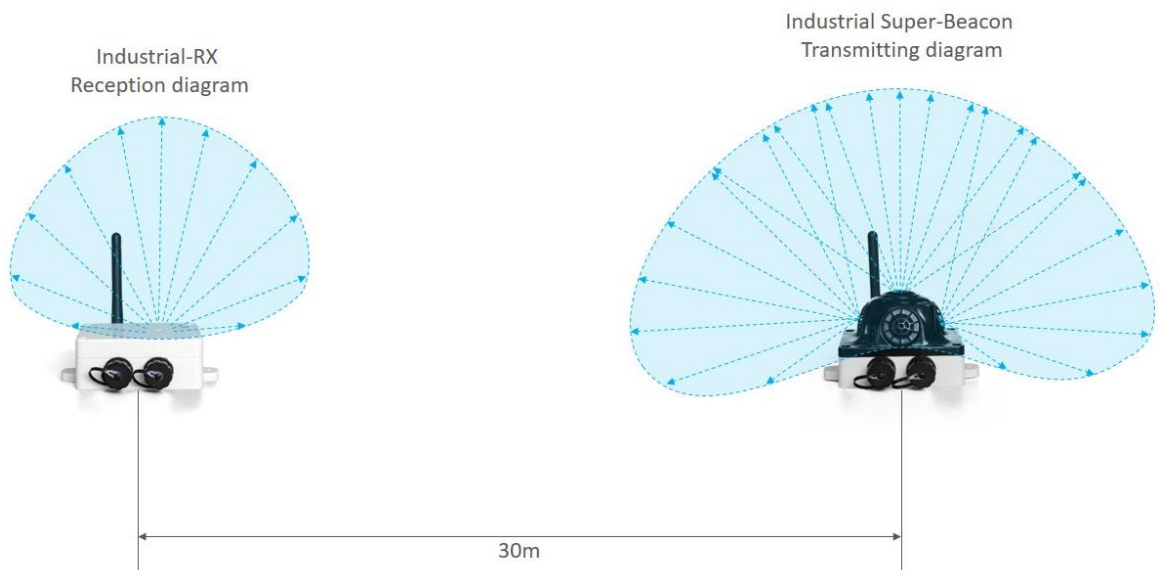 Industrial-RX
Reception diagram
Industrial Super-Beacon
Transmitting diagram
30m